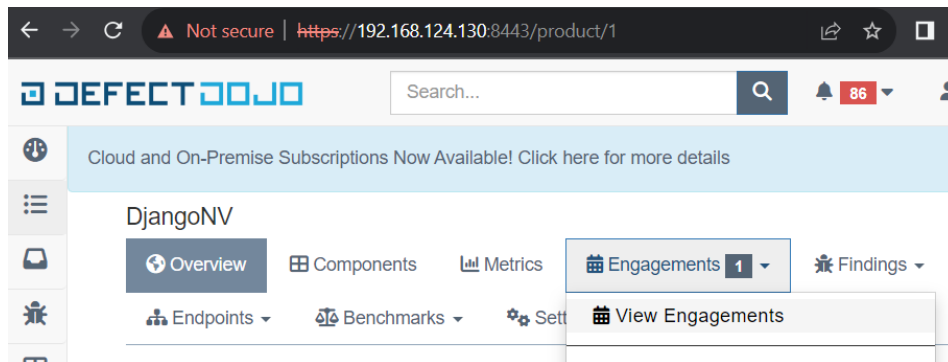 Not secure | https://192.168.124.130:8443/product/1
DEFECTDOJO
Search...
86
Cloud and On-Premise Subscriptions Now Available! Click here for more details
DjangoNV
Overview Components Metrics Engagements 1 Findings
Endpoints Benchmarks Sett
View Engagements